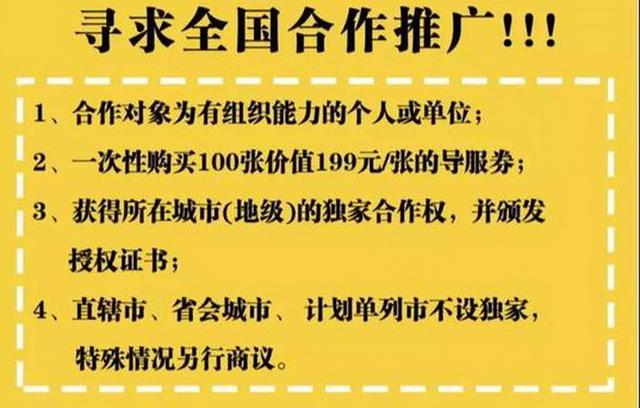 寻求全国合作推广!!!
1、合作对象为有组织能力的个人或单位；
2、一次性购买100张价值199元/张的导服券；
3、获得所在城市(地级)的独家合作权，并颁发
授权证书；
4、直辖市、省会城市、计划单列市不设独家，
特殊情况另行商议。